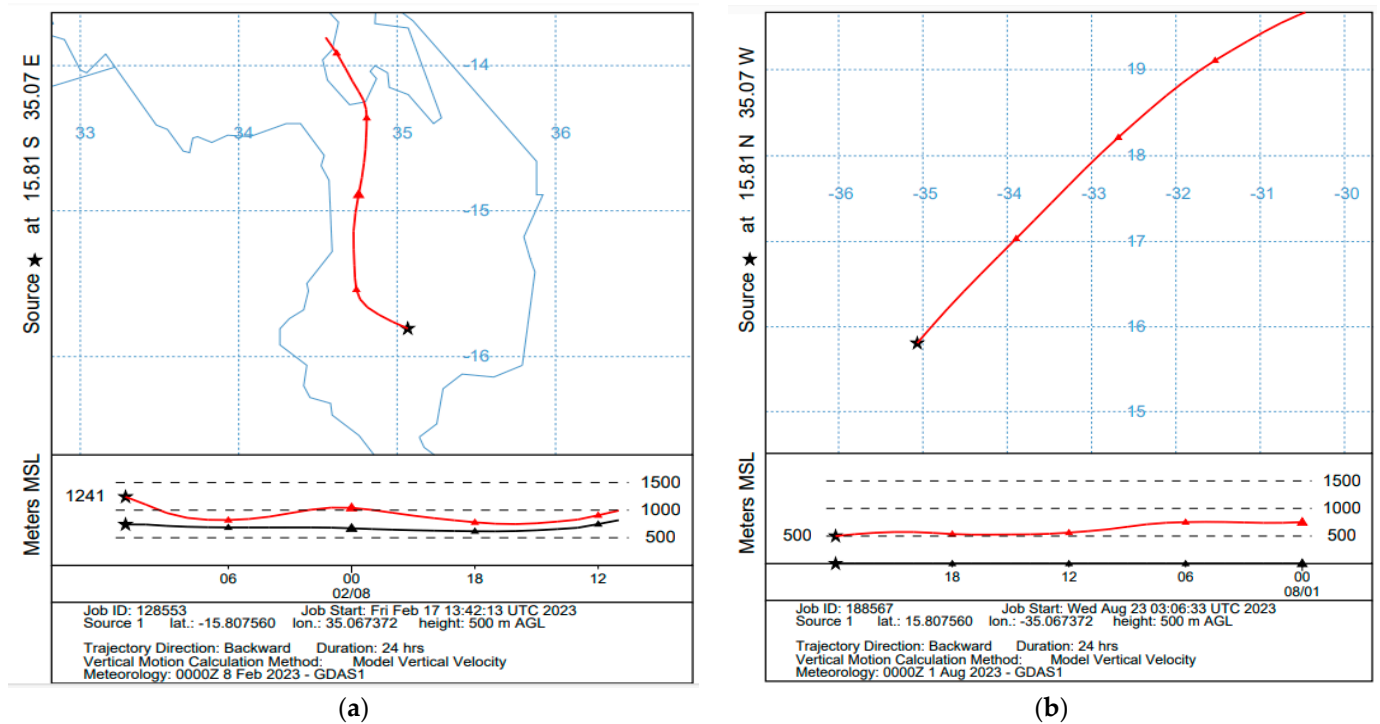 Source ★ at 15.81 S 35.07 E
-14
33
34
35
36
-15
-16
Meters MSL
1241
1500
1000
500
06
00
18
12
02/08
Job ID: 128553 Job Start: Fri Feb 17 13:42:13 UTC 2023
Source 1 lat.: -15.807560 lon.: 35.067372 height: 500 m AGL
Trajectory Direction: Backward Duration: 24 hrs
Vertical Motion Calculation Method: Model Vertical Velocity
Meteorology: 0000Z 8 Feb 2023 - GDAS1
(a)
Source ★ at 15.81 N 35.07 W
19
18
-36
-35
-34
-33
-32
-31
-30
17
16
15
Meters MSL
500
1500
1000
500
18
12
06
00
08/01
Job ID: 188567 Job Start: Wed Aug 23 03:06:33 UTC 2023
Source 1 lat.: 15.807560 lon.: -35.067372 height: 500 m AGL
Trajectory Direction: Backward Duration: 24 hrs
Vertical Motion Calculation Method: Model Vertical Velocity
Meteorology: 0000Z 1 Aug 2023 - GDAS1
(b)